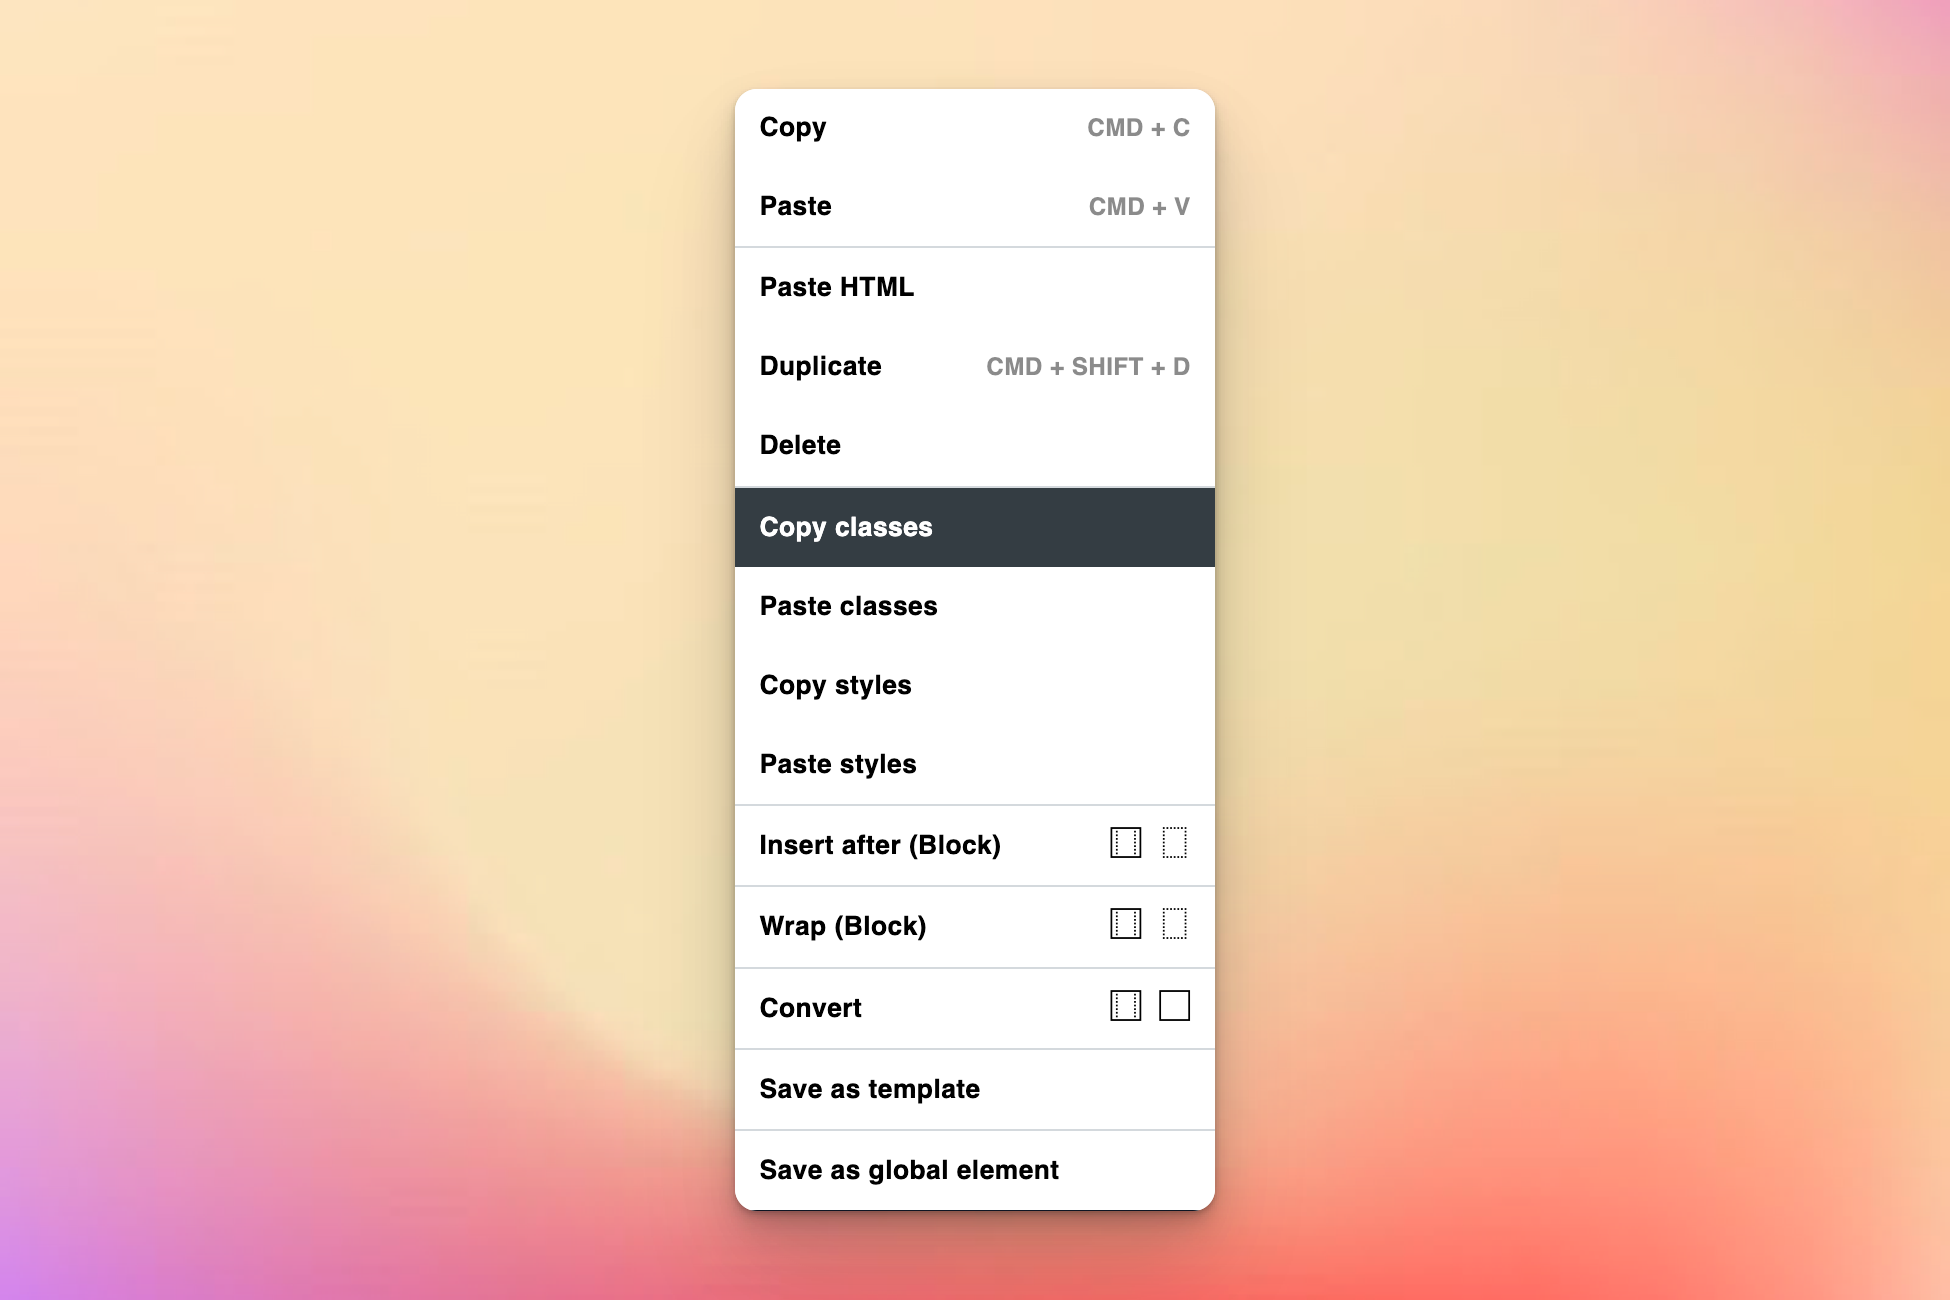 Copy CMD + C
Paste CMD + V
Paste HTML
Duplicate CMD + SHIFT + D
Delete
Copy classes
Paste classes
Copy styles
Paste styles
Insert after (Block)
Wrap (Block)
Convert
Save as template
Save as global element